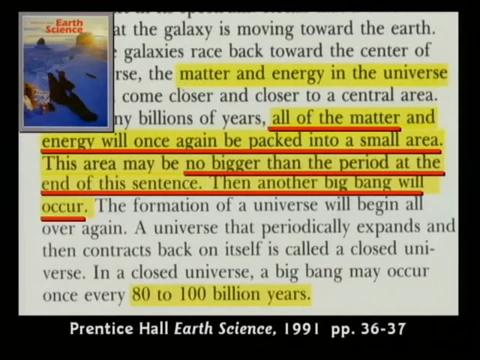 Earth
Science
at the galaxy is moving toward the earth.
galaxies race back toward the center of
rse, the matter and energy in the universe
come closer and closer to a central area.
ny billions of years, all of the matter and
energy will once again be packed into a small area.
This area may be no bigger than the period at the
end of this sentence. Then another big bang will
occur. The formation of a universe will begin all
over again. A universe that periodically expands and
then contracts back on itself is called a closed uni-
verse. In a closed universe, a big bang may occur
once every 80 to 100 billion years.
Prentice Hall Earth Science, 1991 pp. 36-37